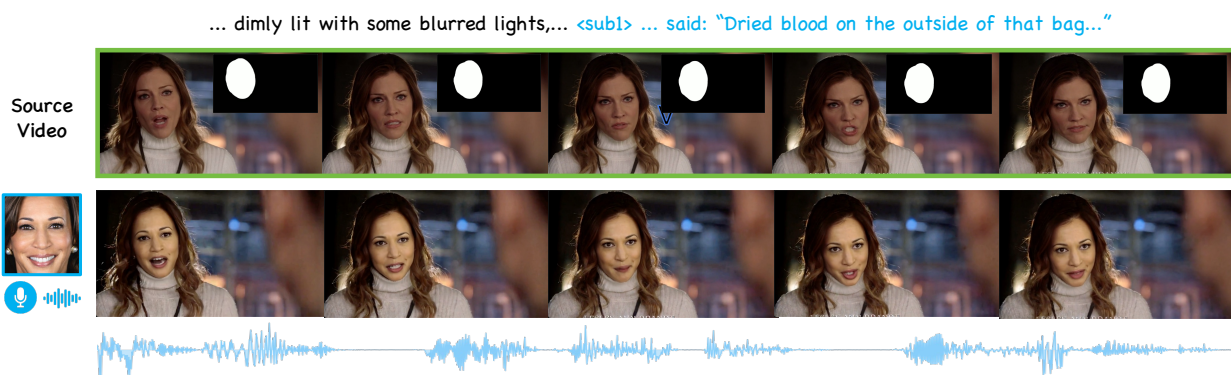 ... dimly lit with some blurred lights,... <sub1> ... said: “Dried blood on the outside of that bag...”
Source
Video
V